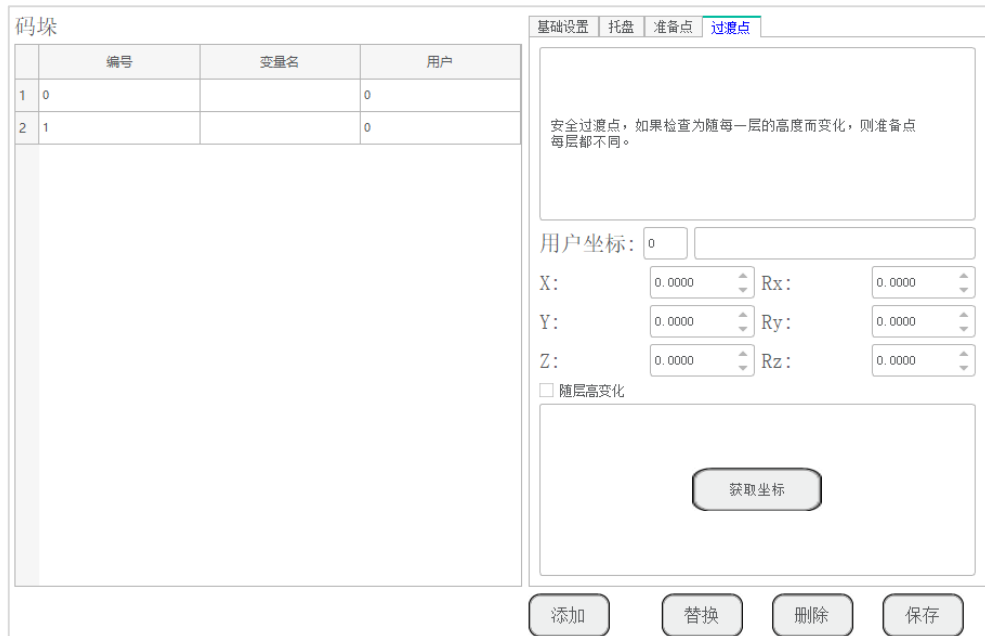 码垛
编号 变量名 用户
1 0 0
2 1 0
基础设置 托盘 准备点 过渡点
安全过渡点，如果检查为随每一层的高度而变化，则准备点
每层都不同。
用户坐标: 0
X: 0.0000 Rx: 0.0000
Y: 0.0000 Ry: 0.0000
Z: 0.0000 Rz: 0.0000
随层高变化
获取坐标
添加 替换 删除 保存